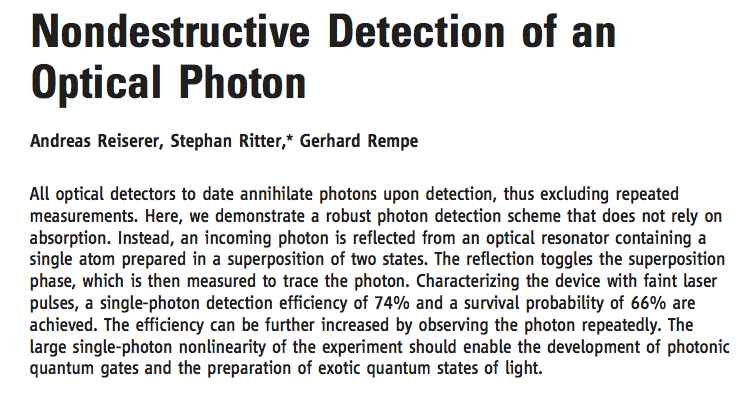 Nondestructive Detection of an
Optical Photon
Andreas Reiserer, Stephan Ritter,* Gerhard Rempe
All optical detectors to date annihilate photons upon detection, thus excluding repeated
measurements. Here, we demonstrate a robust photon detection scheme that does not rely on
absorption. Instead, an incoming photon is reflected from an optical resonator containing a
single atom prepared in a superposition of two states. The reflection toggles the superposition
phase, which is then measured to trace the photon. Characterizing the device with faint laser
pulses, a single-photon detection efficiency of 74% and a survival probability of 66% are
achieved. The efficiency can be further increased by observing the photon repeatedly. The
large single-photon nonlinearity of the experiment should enable the development of photonic
quantum gates and the preparation of exotic quantum states of light.